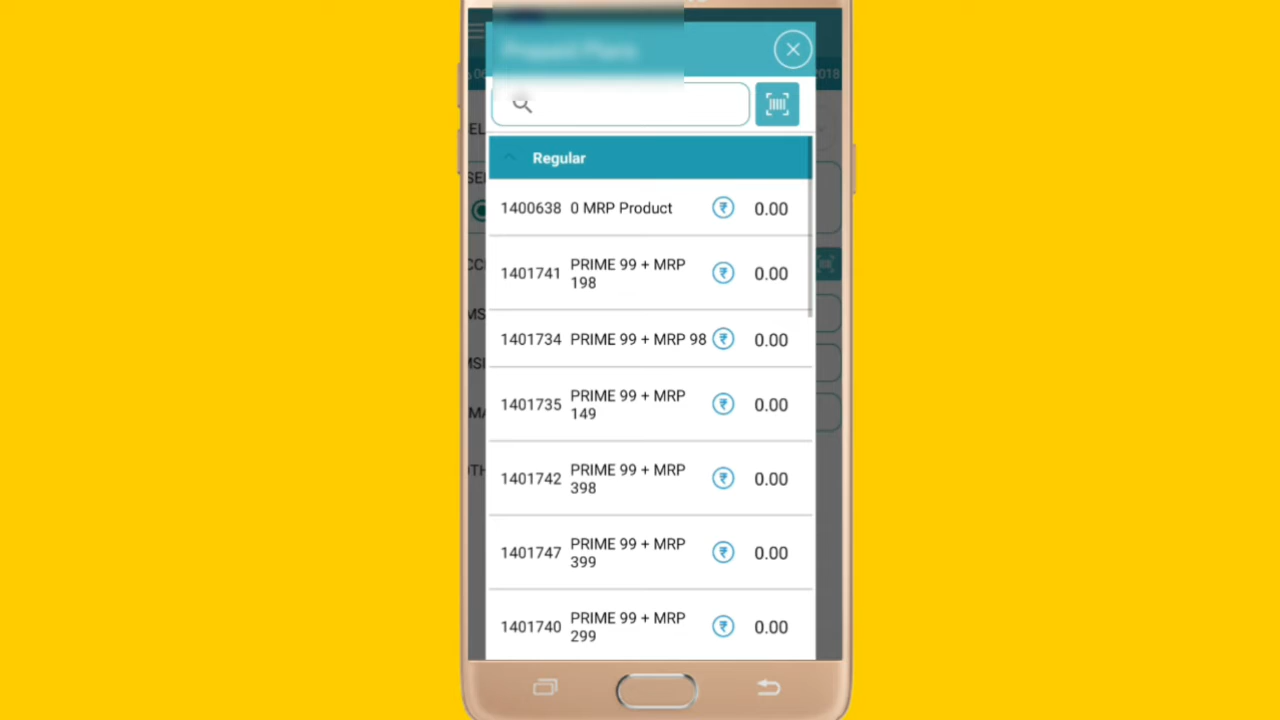 2018
Regular
1400638 0 MRP Product ₹ 0.00
1401741 PRIME 99 + MRP ₹ 0.00
198
1401734 PRIME 99 + MRP 98 ₹ 0.00
1401735 PRIME 99 + MRP ₹ 0.00
149
1401742 PRIME 99 + MRP ₹ 0.00
398
1401747 PRIME 99 + MRP ₹ 0.00
399
1401740 PRIME 99 + MRP ₹ 0.00
299